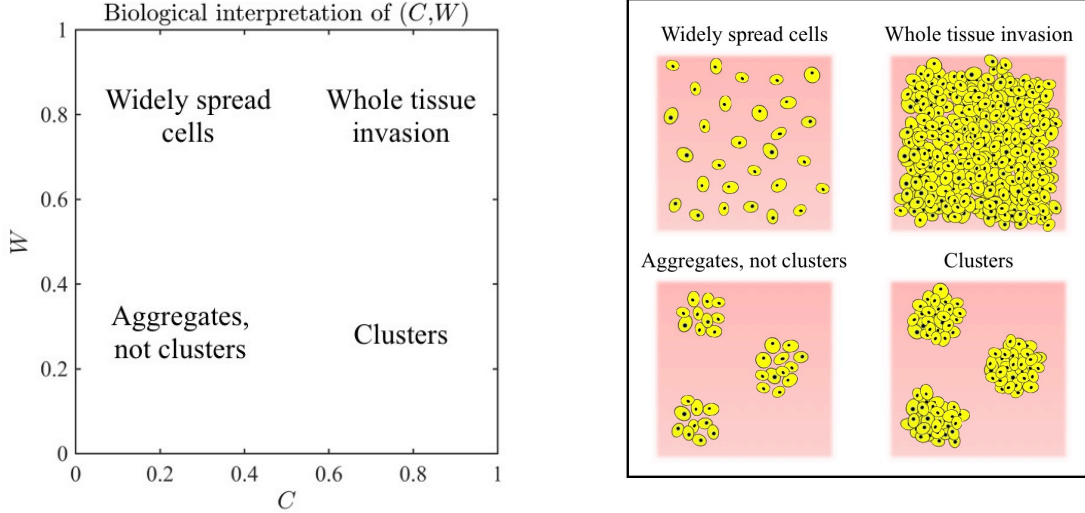 Biological interpretation of (C,W)
1
0.8
0.6
0.4
0.2
0
W
Widely spread
cells
Whole tissue
invasion
Aggregates,
not clusters
Clusters
0
0.2
0.4
0.6
0.8
1
C
Widely spread cells
Whole tissue invasion
Aggregates, not clusters
Clusters